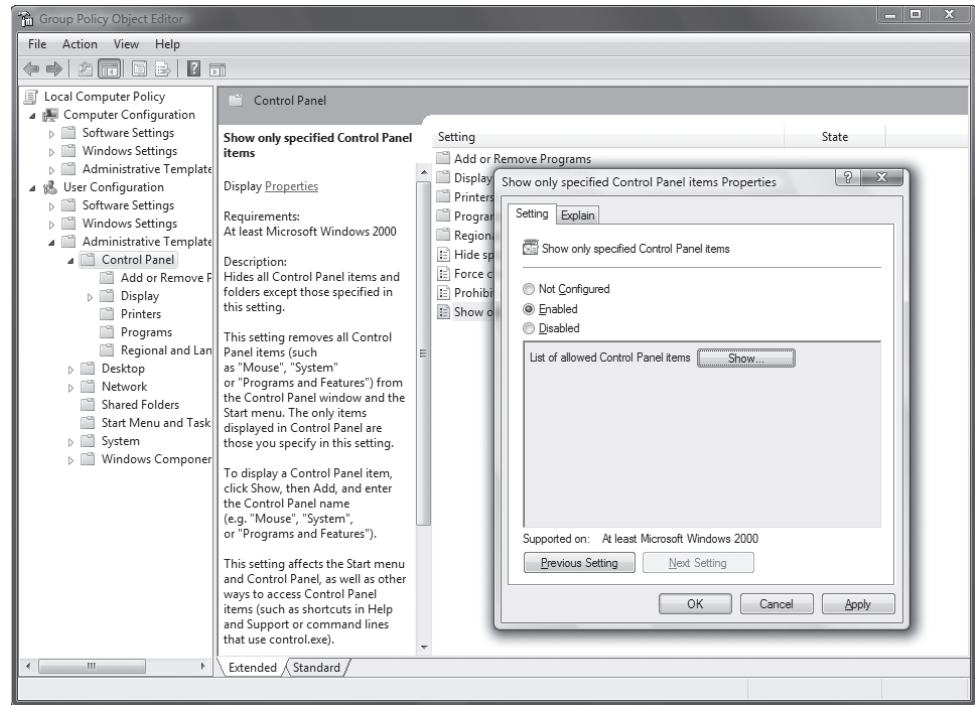 Group Policy Object Editor
File Action View Help
Local Computer Policy
Computer Configuration
Software Settings
Windows Settings
Administrative Template
User Configuration
Software Settings
Windows Settings
Administrative Template
Control Panel
Add or Remove P
Display
Printers
Programs
Regional and Lan
Desktop
Network
Shared Folders
Start Menu and Task
System
Windows Componer
Control Panel
Show only specified Control Panel
items
Display Properties
Requirements:
At least Microsoft Windows 2000
Description:
Hides all Control Panel items and
folders except those specified in
this setting.
This setting removes all Control
Panel items (such
as "Mouse", "System"
or "Programs and Features") from
the Control Panel window and the
Start menu. The only items
displayed in Control Panel are
those you specify in this setting.
To display a Control Panel item,
click Show, then Add, and enter
the Control Panel name
(e.g. "Mouse", "System",
or "Programs and Features").
This setting affects the Start menu
and Control Panel, as well as other
ways to access Control Panel
items (such as shortcuts in Help
and Support or command lines
that use control.exe).
Extended Standard
Setting State
Add or Remove Programs
Display
Printers
Program
Regiona
Hide sp
Force c
Prohibi
Show o
Show only specified Control Panel items Properties
Setting Explain
Show only specified Control Panel items
Not Configured
Enabled
Disabled
List of allowed Control Panel items Show...
Supported on: At least Microsoft Windows 2000
Previous Setting Next Setting
OK Cancel Apply